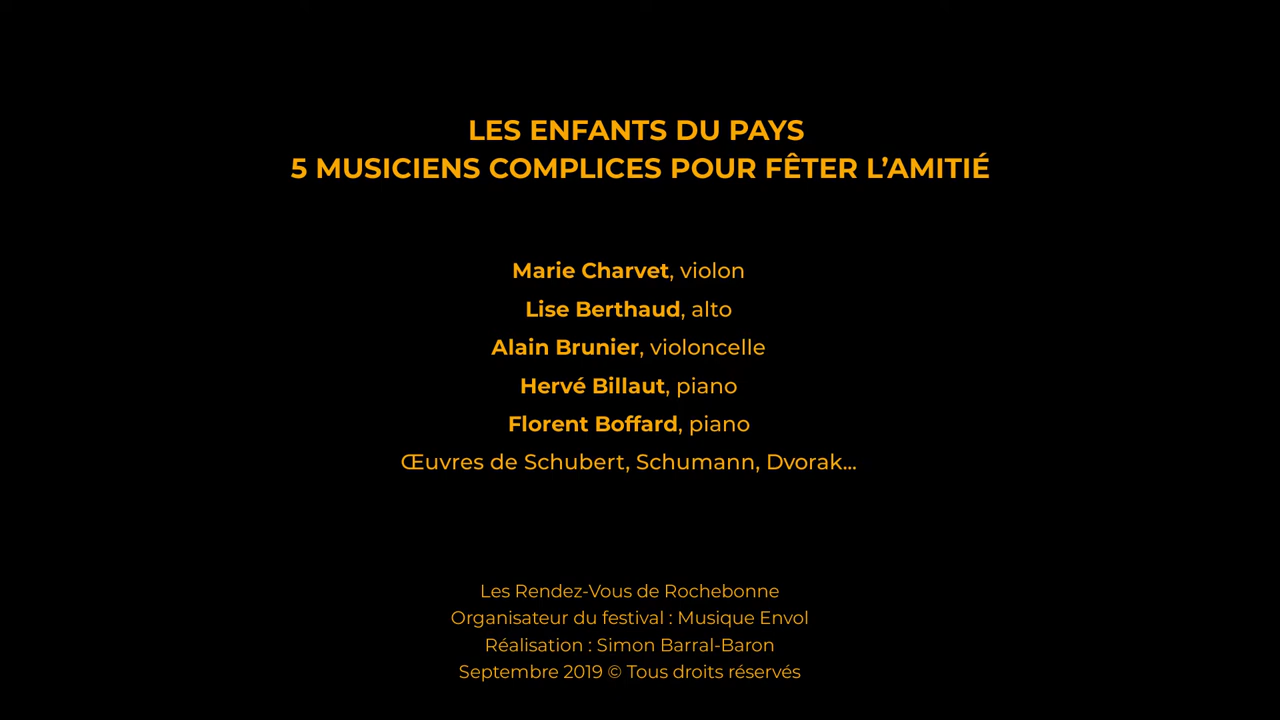 LES ENFANTS DU PAYS
5 MUSICIENS COMPLICES POUR FÊTER L’AMITIÉ
Marie Charvet, violon
Lise Berthaud, alto
Alain Brunier, violoncelle
Hervé Billaut, piano
Florent Boffard, piano
Œuvres de Schubert, Schumann, Dvorak...
Les Rendez-Vous de Rochebonne
Organisateur du festival : Musique Envol
Réalisation : Simon Barral-Baron
Septembre 2019 © Tous droits réservés